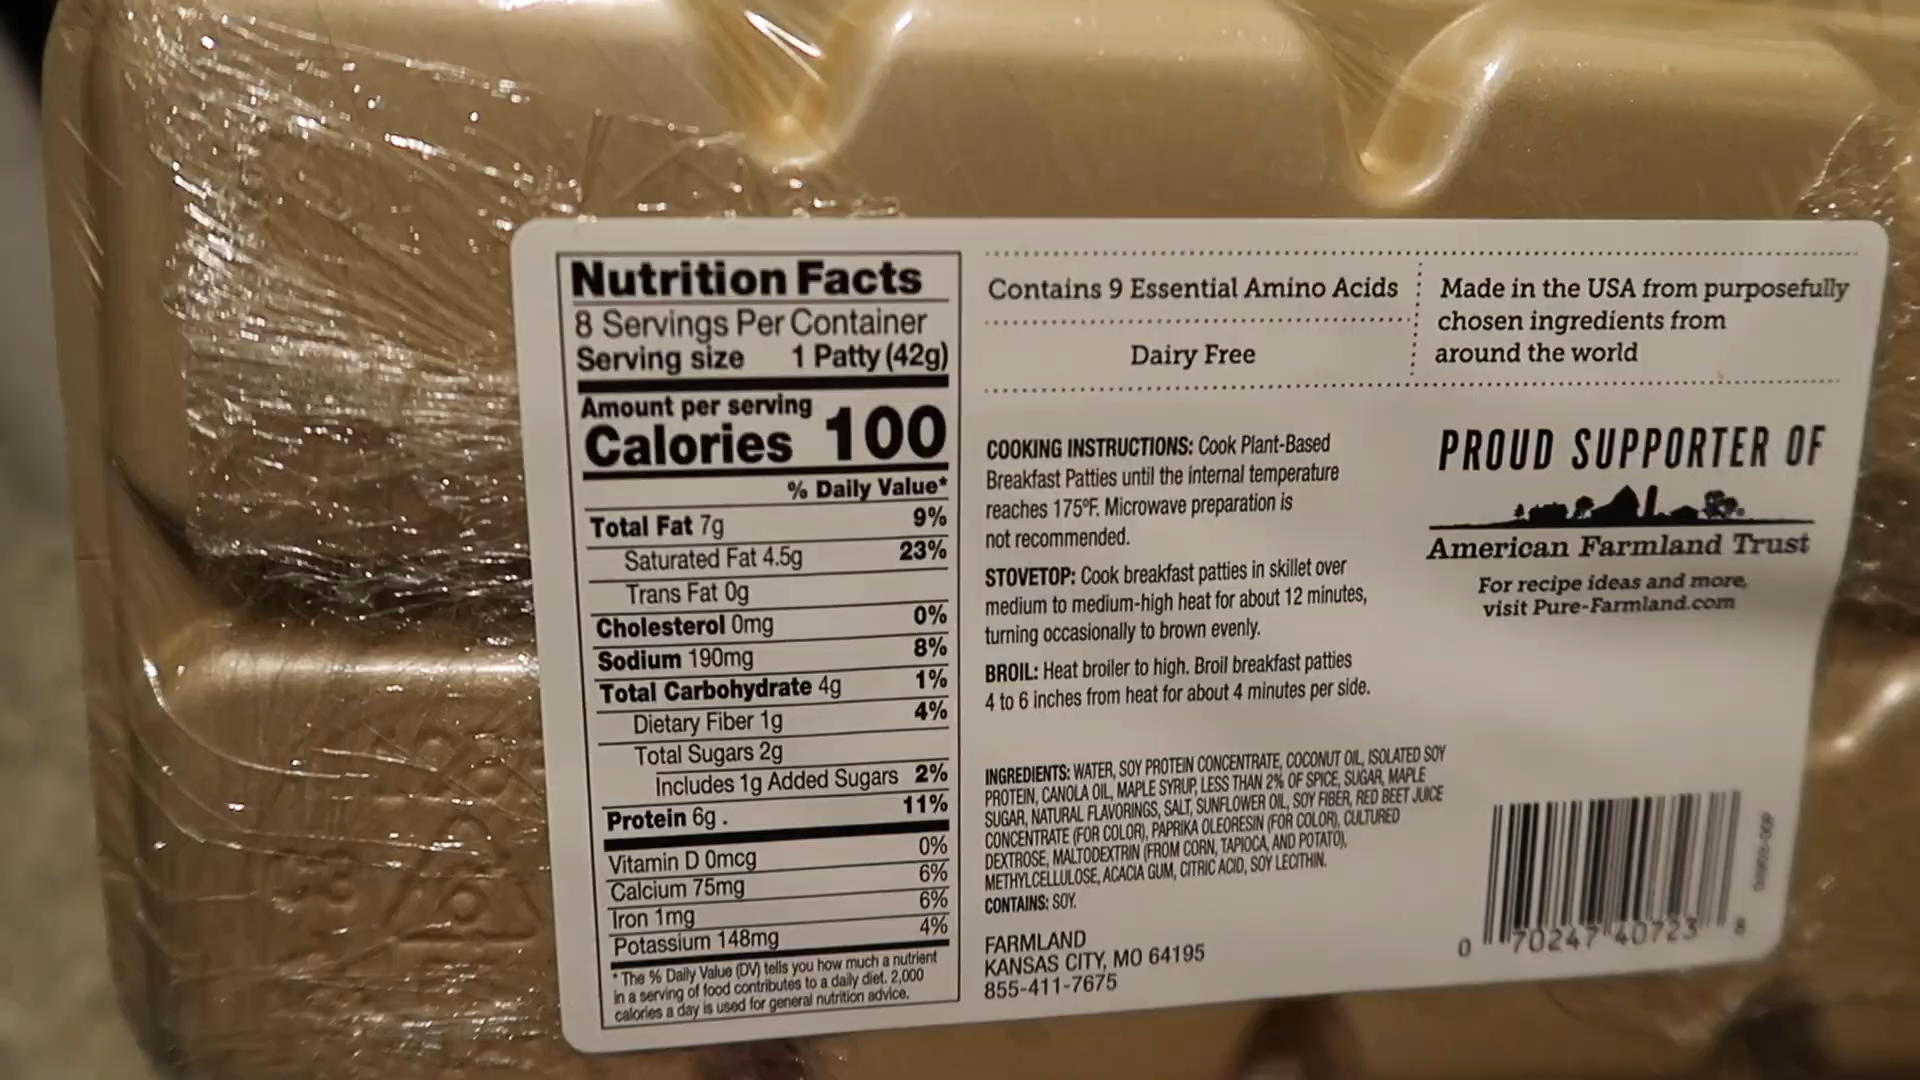 Nutrition Facts
8 Servings Per Container
Serving size 1 Patty (42g)
Amount per serving
Calories 100
% Daily Value*
Total Fat 7g 9%
Saturated Fat 4.5g 23%
Trans Fat 0g
Cholesterol 0mg 0%
Sodium 190mg 8%
Total Carbohydrate 4g 1%
Dietary Fiber 1g 4%
Total Sugars 2g
Includes 1g Added Sugars 2%
Protein 6g . 11%
Vitamin D 0mcg 0%
Calcium 75mg 6%
Iron 1mg 6%
Potassium 148mg 4%
* The % Daily Value (DV) tells you how much a nutrient
in a serving of food contributes to a daily diet. 2,000
calories a day is used for general nutrition advice.
Contains 9 Essential Amino Acids
Dairy Free
Made in the USA from purposefully
chosen ingredients from
around the world
COOKING INSTRUCTIONS: Cook Plant-Based
Breakfast Patties until the internal temperature
reaches 175°F. Microwave preparation is
not recommended.
STOVETOP: Cook breakfast patties in skillet over
medium to medium-high heat for about 12 minutes,
turning occasionally to brown evenly.
BROIL: Heat broiler to high. Broil breakfast patties
4 to 6 inches from heat for about 4 minutes per side.
PROUD SUPPORTER OF
American Farmland Trust
For recipe ideas and more,
visit Pure-Farmland.com
INGREDIENTS: WATER, SOY PROTEIN CONCENTRATE, COCONUT OIL, ISOLATED SOY
PROTEIN, CANOLA OIL, MAPLE SYRUP, LESS THAN 2% OF SPICE, SUGAR, MAPLE
SUGAR, NATURAL FLAVORINGS, SALT, SUNFLOWER OIL, SOY FIBER, RED BEET JUICE
CONCENTRATE (FOR COLOR), PAPRIKA OLEORESIN (FOR COLOR), CULTURED
DEXTROSE, MALTODEXTRIN (FROM CORN, TAPIOCA, AND POTATO),
METHYLCELLULOSE, ACACIA GUM, CITRIC ACID, SOY LECITHIN.
CONTAINS: SOY.
FARMLAND
KANSAS CITY, MO 64195
855-411-7675
0 70247 40723 8